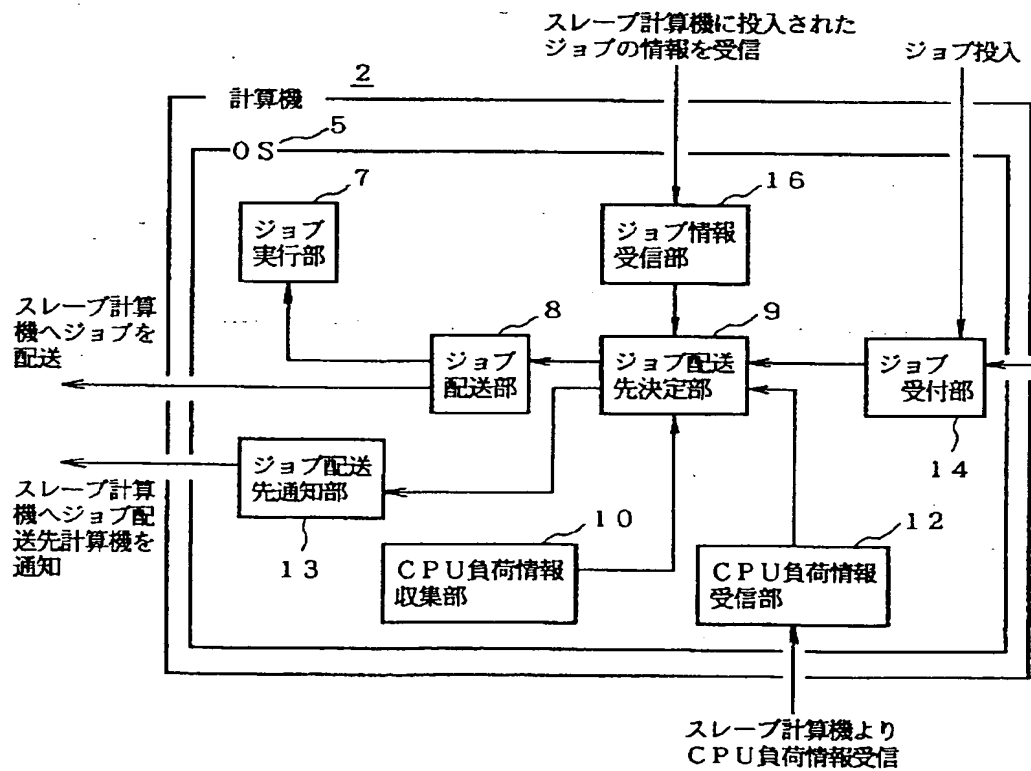 スレーブ計算機に投入された
ジョブの情報を受信
ジョブ投入
2
計算機
5
OS
7
ジョブ
実行部
16
ジョブ情報
受信部
スレーブ計算
機へジョブを
配送
8
ジョブ
配送部
9
ジョブ配送
先決定部
ジョブ
受付部
14
ジョブ配送
先通知部
13
スレーブ計算
機へジョブ配
送先計算機を
通知
10
CPU負荷情報
収集部
12
CPU負荷情報
受信部
スレーブ計算機より
CPU負荷情報受信